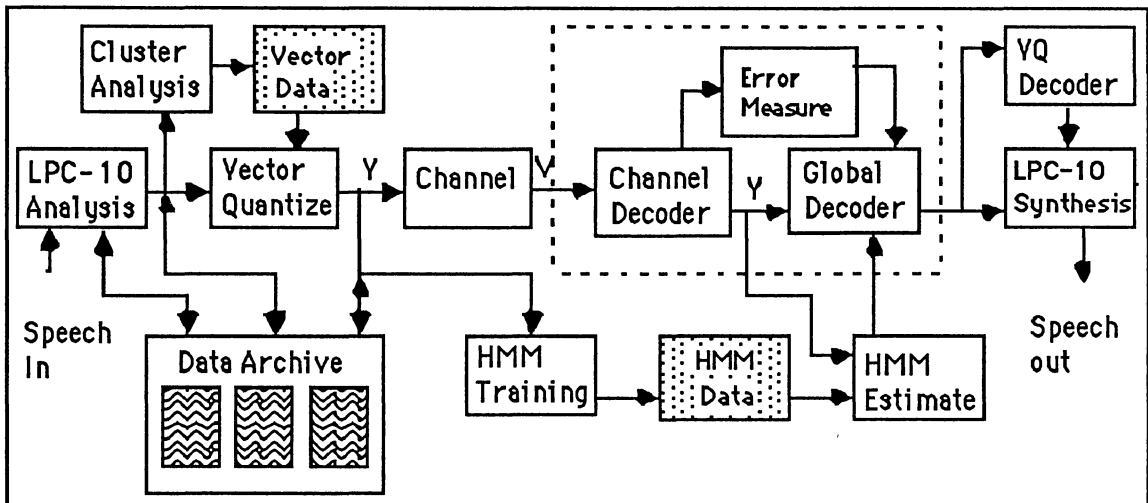 Cluster
Analysis
Vector
Data
Error
Measure
YQ
Decoder
LPC-10
Analysis
Vector
Quantize
Y
Channel
V
Channel
Decoder
Y
Global
Decoder
LPC-10
Synthesis
Speech
In
Data Archive
HMM
Training
HMM
Data
HMM
Estimate
Speech
out